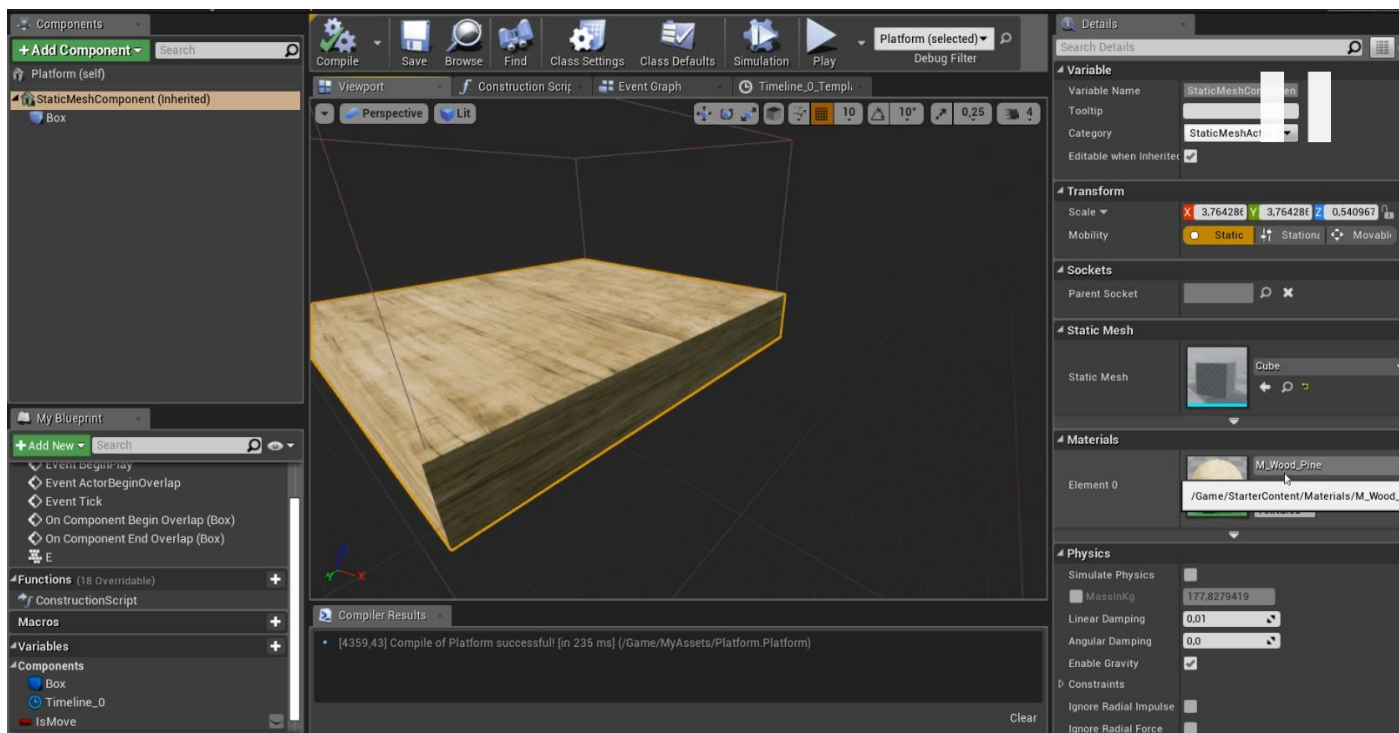 Components
+Add Component Search
Platform (self)
StaticMeshComponent (Inherited)
Box
My Blueprint
+Add New Search
Event BeginPlay
Event ActorBeginOverlap
Event Tick
On Component Begin Overlap (Box)
On Component End Overlap (Box)
E
Functions (18 Overridable)
ConstructionScript
Macros
Variables
Components
Box
Timeline_0
IsMove
Compile Save Browse Find Class Settings Class Defaults Simulation Play
Platform (selected)
Debug Filter
Viewport Construction Scrip Event Graph Timeline_0_Templ
Perspective Lit 10 10° 0,25 4
Compiler Results
[4359,43] Compile of Platform successful! [in 235 ms] (/Game/MyAssets/Platform.Platform)
Clear
Details
Search Details
Variable
Variable Name
Tooltip
Category StaticMeshAct
Editable when Inherite
Transform
Scale X 3,764286 Y 3,764286 Z 0,540967
Mobility Static Stationa Movabl
Sockets
Parent Socket
Static Mesh
Static Mesh Cube
Materials
Element 0 M_Wood_Pine
/Game/StarterContent/Materials/M_Wood_
Physics
Simulate Physics
MassInKg 177,8279419
Linear Damping 0,01
Angular Damping 0,0
Enable Gravity
Constraints
Ignore Radial Impulse
Ignore Radial Force